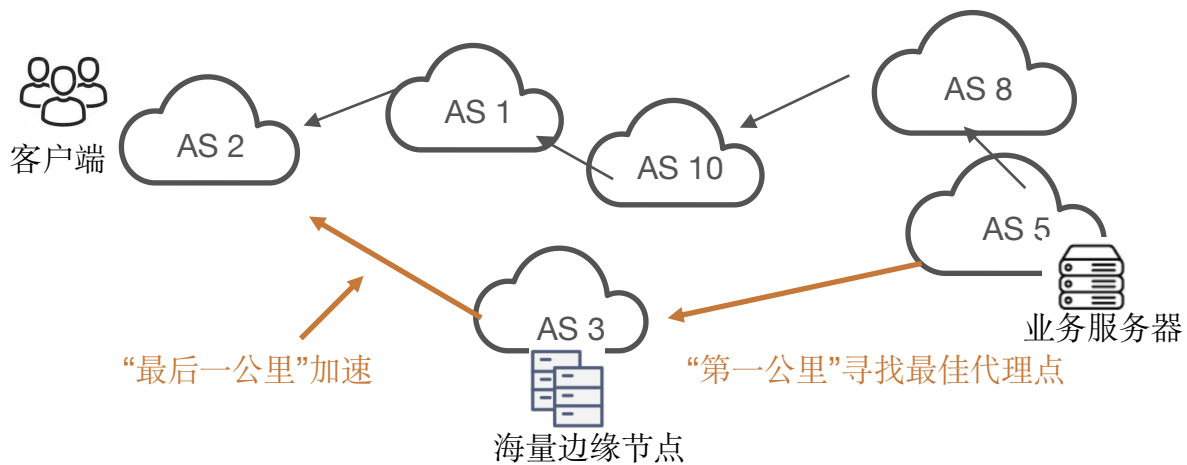 AS 8
AS 1
AS 2
客户端
AS 10
AS 5
AS 3
业务服务器
“最后一公里”加速
“第一公里”寻找最佳代理点
海量边缘节点